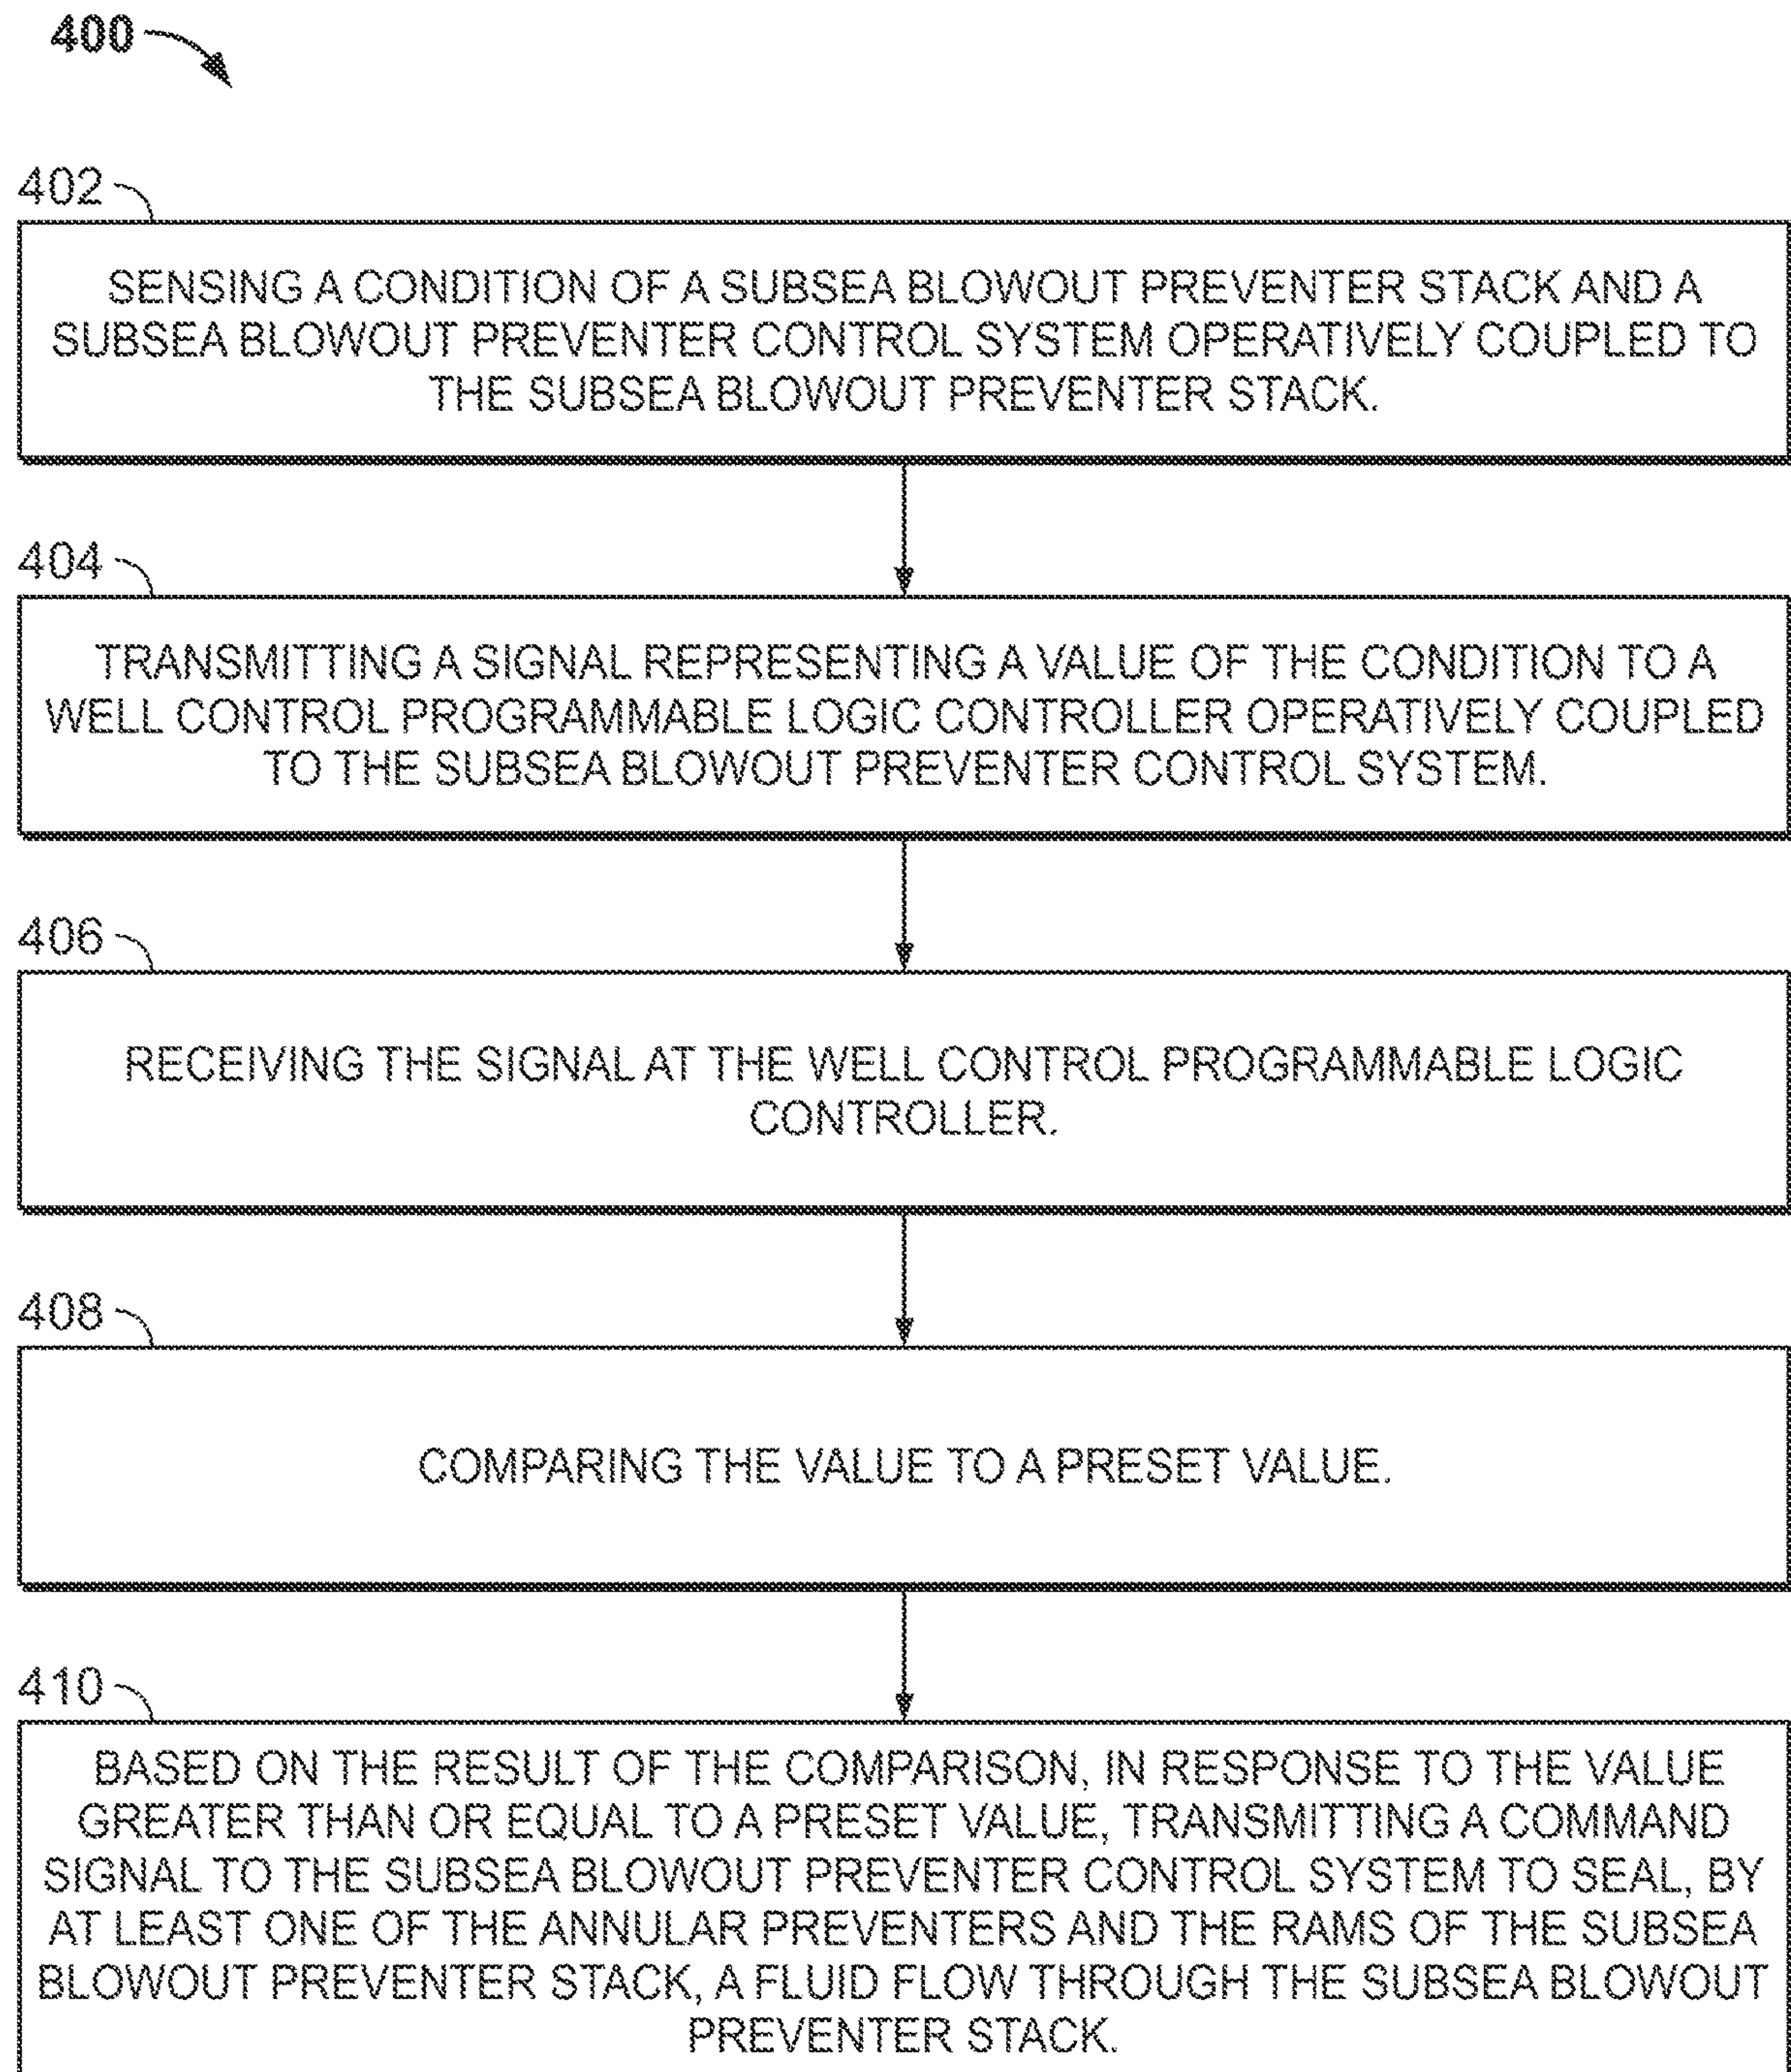 400
402
SENSING A CONDITION OF A SUBSEA BLOWOUT PREVENTER STACK AND A
SUBSEA BLOWOUT PREVENTER CONTROL SYSTEM OPERATIVELY COUPLED TO
THE SUBSEA BLOWOUT PREVENTER STACK.
404
TRANSMITTING A SIGNAL REPRESENTING A VALUE OF THE CONDITION TO A
WELL CONTROL PROGRAMMABLE LOGIC CONTROLLER OPERATIVELY COUPLED
TO THE SUBSEA BLOWOUT PREVENTER CONTROL SYSTEM.
406
RECEIVING THE SIGNAL AT THE WELL CONTROL PROGRAMMABLE LOGIC
CONTROLLER.
408
COMPARING THE VALUE TO A PRESET VALUE.
410
BASED ON THE RESULT OF THE COMPARISON, IN RESPONSE TO THE VALUE
GREATER THAN OR EQUAL TO A PRESET VALUE, TRANSMITTING A COMMAND
SIGNAL TO THE SUBSEA BLOWOUT PREVENTER CONTROL SYSTEM TO SEAL, BY
AT LEAST ONE OF THE ANNULAR PREVENTERS AND THE RAMS OF THE SUBSEA
BLOWOUT PREVENTER STACK, A FLUID FLOW THROUGH THE SUBSEA BLOWOUT
PREVENTER STACK.